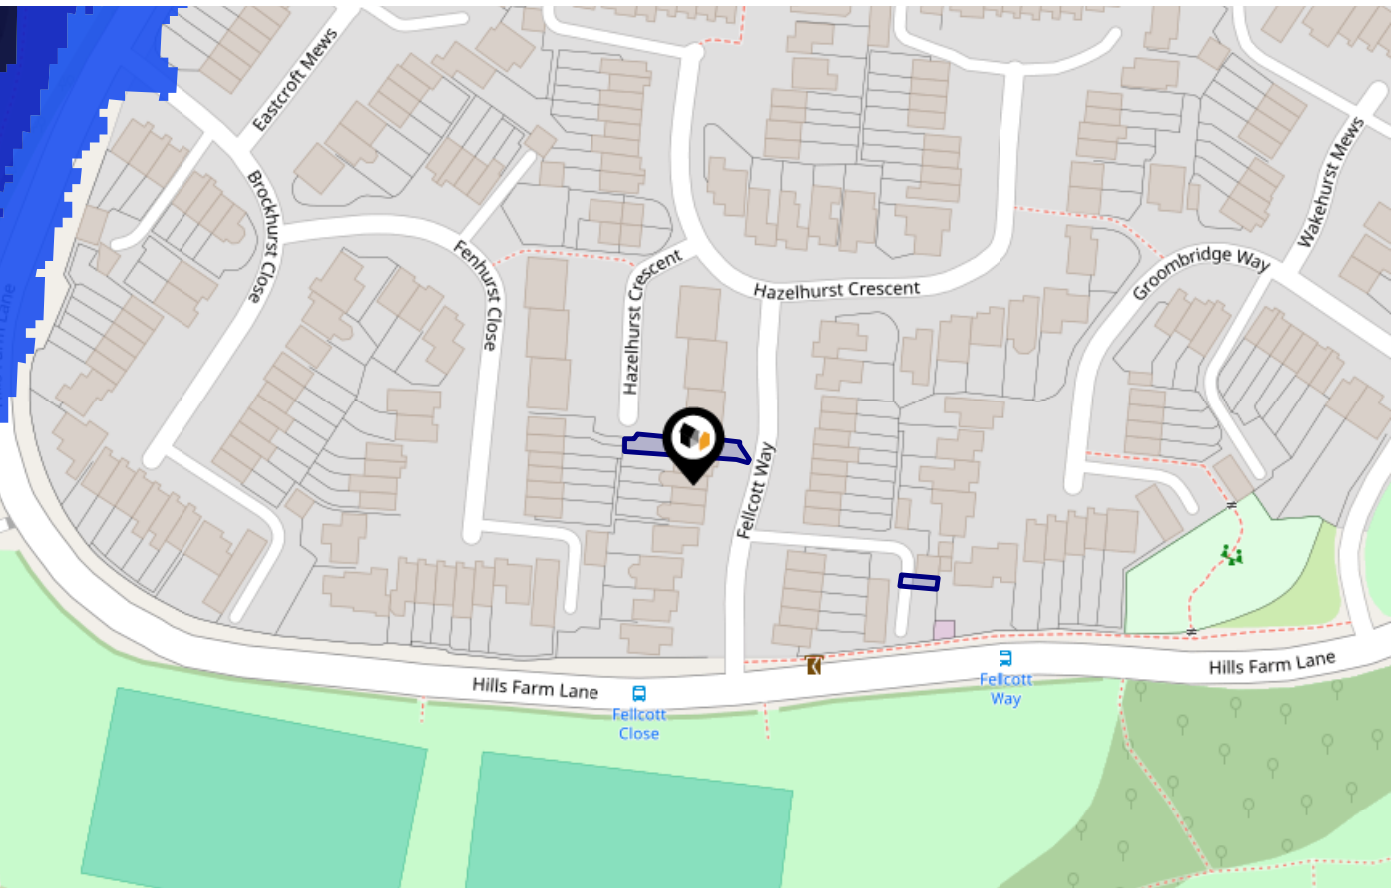 Eastcroft Mews
Brockhurst Close
Fenhurst Close
Hazelhurst Crescent
Hazelhurst Crescent
Groombridge Way
Wakehurst Mews
Fellcott Way
Hills Farm Lane
Fellcott
Close
Fellcott
Way
Hills Farm Lane